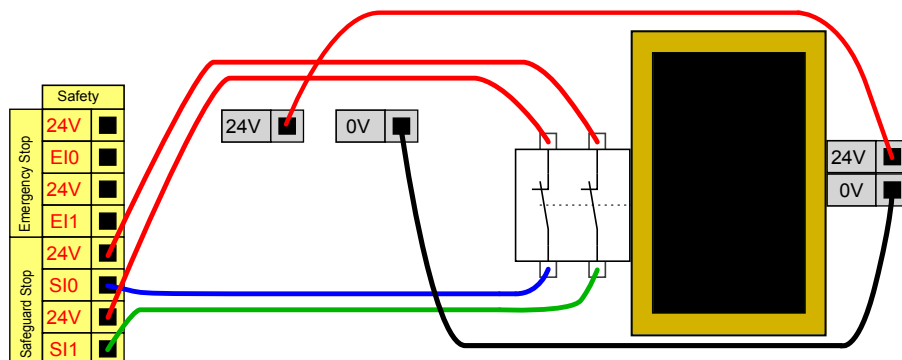 Safety
24V
EI0
24V
EI1
24V
SI0
24V
SI1
Emergency Stop
Safeguard Stop
24V
0V
24V
0V